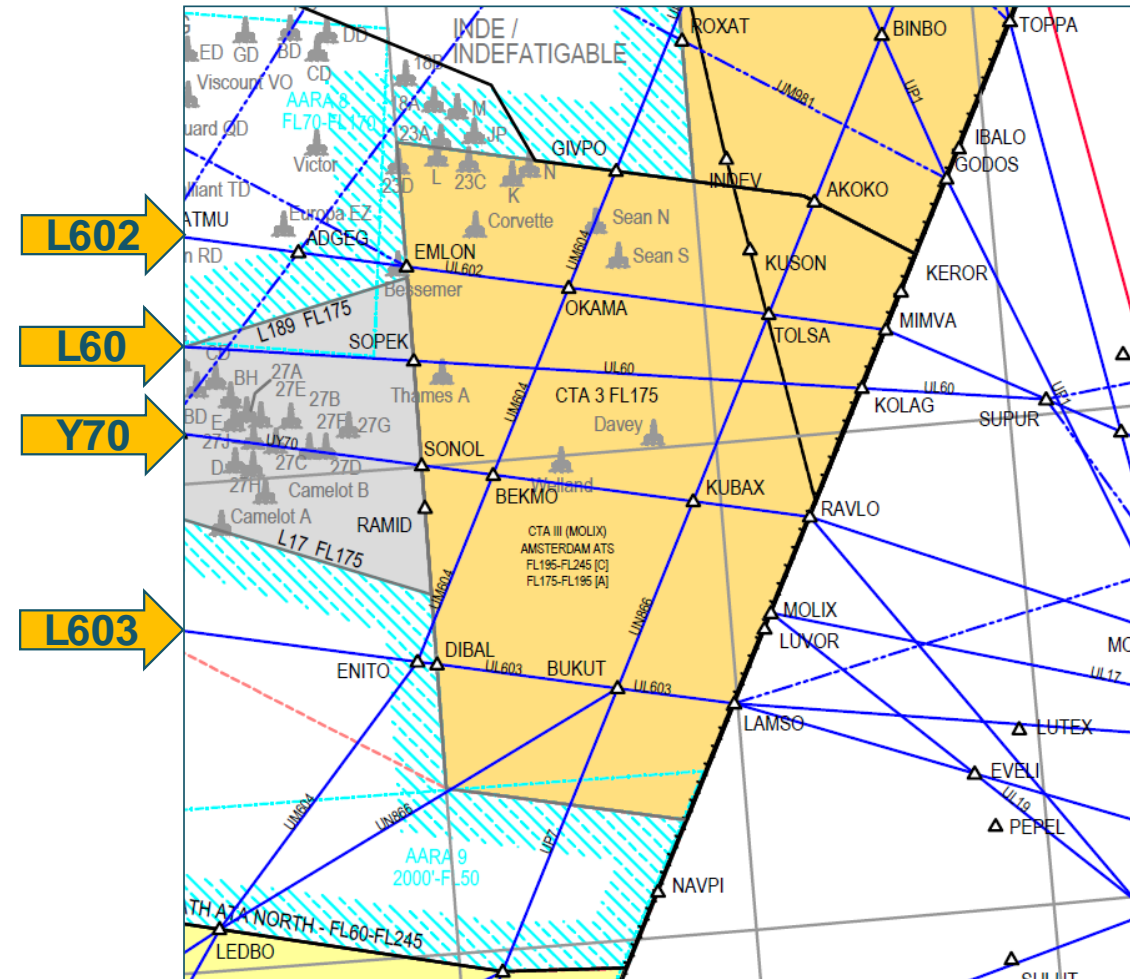 INDE /
INDEFATIGABLE
ROXAT
BINBO
TOPPA
ED
GD
BD
DD
CD
Viscount VO
AARA 8
FL70-FL170
18B
18A
M
23A
JP
uard QD
Victor
L
23C
23D
K
N
GIVPO
UM981
UP1
IBALO
GODOS
INDEV
AKOKO
lliant TD
ATMU
Europa EZ
ADGEG
n RD
L602
EMLON
UL602
Bessemer
Corvette
Sean N
Sean S
UM604
KUSON
KEROR
OKAMA
TOLSA
MIMVA
L189 FL175
L60
SOPEK
UL60
UL60
KOLAG
SUPUR
UP1
CD
BH
27A
27E
27B
BD
E
27F
27G
27J
Thames A
UM604
CTA 3 FL175
Davey
Y70
UY70
27C
27D
D
27H
Camelot B
Camelot A
SONOL
BEKMO
Welland
KUBAX
RAVLO
RAMID
L17 FL175
CTA III (MOLIX)
AMSTERDAM ATS
FL195-FL245 [C]
FL175-FL195 [A]
UM604
UN866
MOLIX
LUVOR
MO
UL17
L603
ENITO
DIBAL
UL603
BUKUT
UL603
LAMSO
LUTEX
EVELI
UL19
PEPEL
UM604
UN866
UP7
AARA 9
2000'-FL50
NAVPI
ATH ATA NORTH - FL60-FL245
LEDBO
SULUT